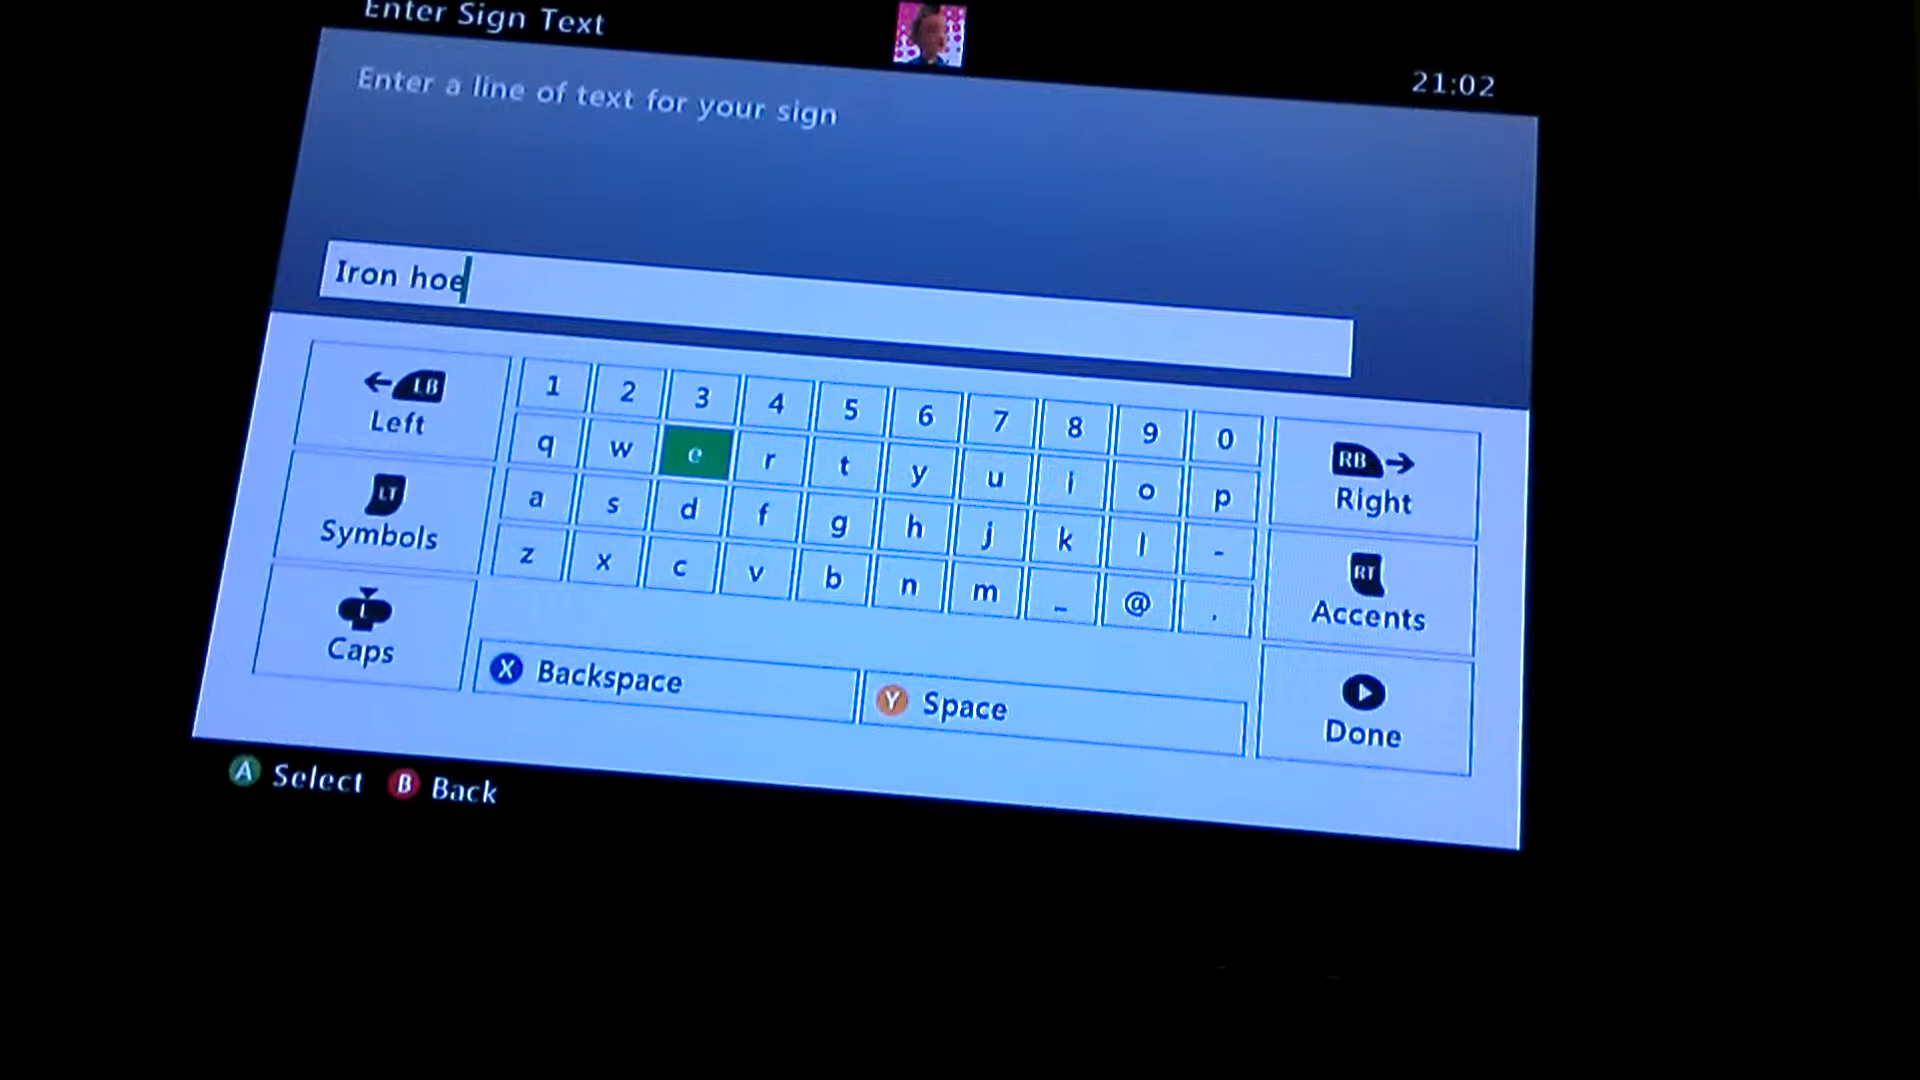 Enter Sign Text
21:02
Enter a line of text for your sign
Iron hoe
LB
Left
1 2 3 4 5 6 7 8 9 0
q w e r t y u i o p
a s d f g h j k l -
z x c v b n m _ @ .
RB
Right
LT
Symbols
RT
Accents
L
Caps
X Backspace
Y Space
Done
A Select B Back